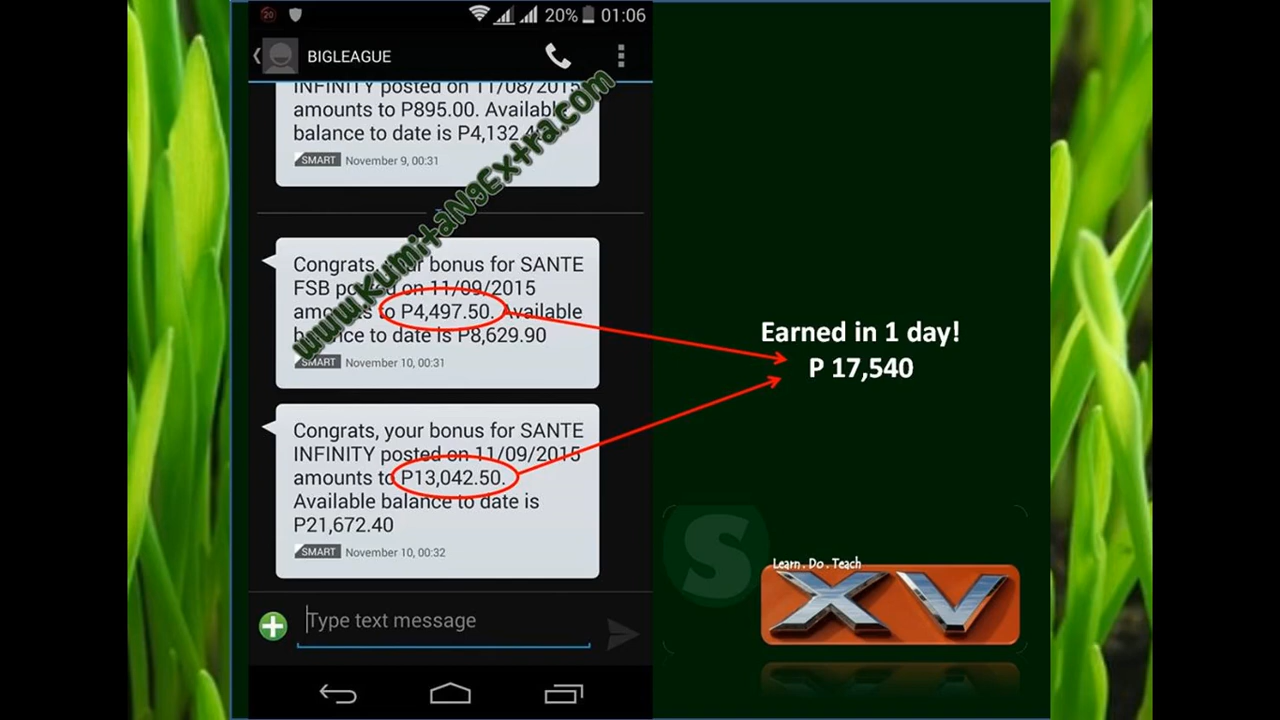 20% 01:06
BIGLEAGUE
INFINITY posted on 11/08/2015
amounts to P895.00. Available
balance to date is P4,132.4
SMART November 9, 00:31
Congrats, your bonus for SANTE
FSB posted on 11/09/2015
amounts to P4,497.50. Available
balance to date is P8,629.90
SMART November 10, 00:31
Congrats, your bonus for SANTE
INFINITY posted on 11/09/2015
amounts to P13,042.50.
Available balance to date is
P21,672.40
SMART November 10, 00:32
Type text message
www.KumitaNgExtra.com
Earned in 1 day!
P 17,540
S
Learn . Do . Teach
XV